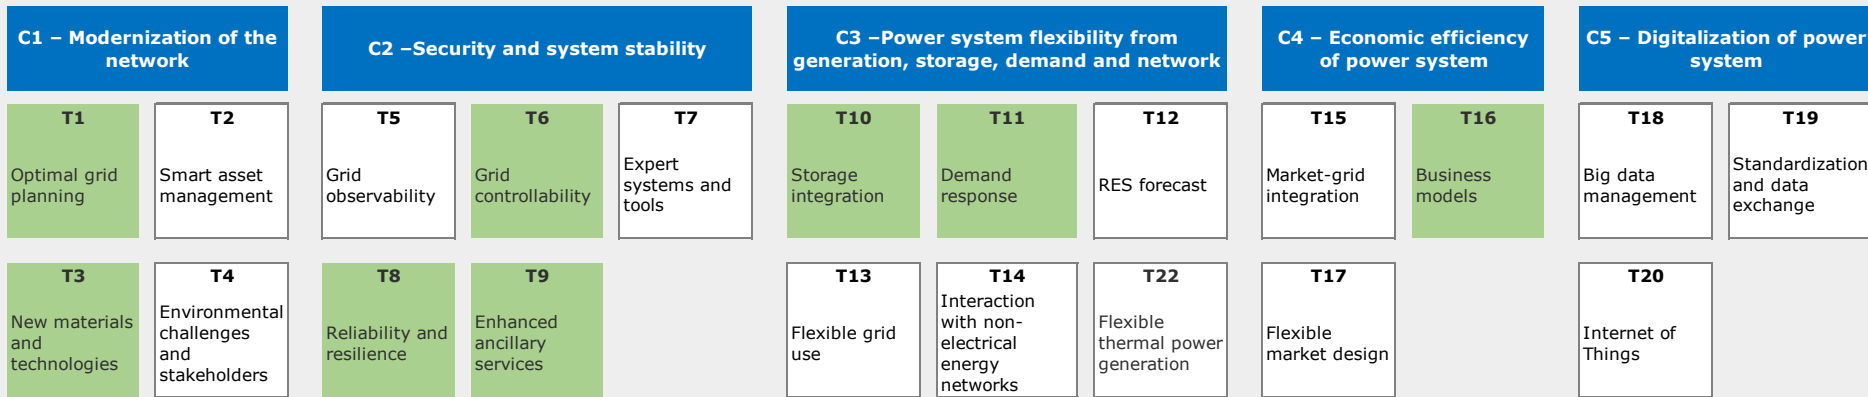 C1 – Modernization of the
network
C2 –Security and system stability
C3 –Power system flexibility from
generation, storage, demand and network
C4 – Economic efficiency
of power system
C5 – Digitalization of power
system
T1
Optimal grid
planning
T2
Smart asset
management
T5
Grid
observability
T6
Grid
controllability
T7
Expert
systems and
tools
T10
Storage
integration
T11
Demand
response
T12
RES forecast
T15
Market-grid
integration
T16
Business
models
T18
Big data
management
T19
Standardization
and data
exchange
T3
New materials
and
technologies
T4
Environmental
challenges
and
stakeholders
T8
Reliability and
resilience
T9
Enhanced
ancillary
services
T13
Flexible grid
use
T14
Interaction
with non-
electrical
energy
networks
T22
Flexible
thermal power
generation
T17
Flexible
market design
T20
Internet of
Things